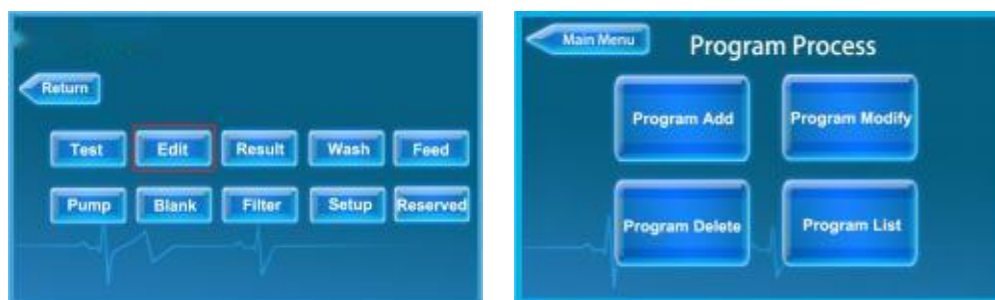 Return
Test Edit Result Wash Feed
Pump Blank Filter Setup Reserved
Main Menu
Program Process
Program Add Program Modify
Program Delete Program List